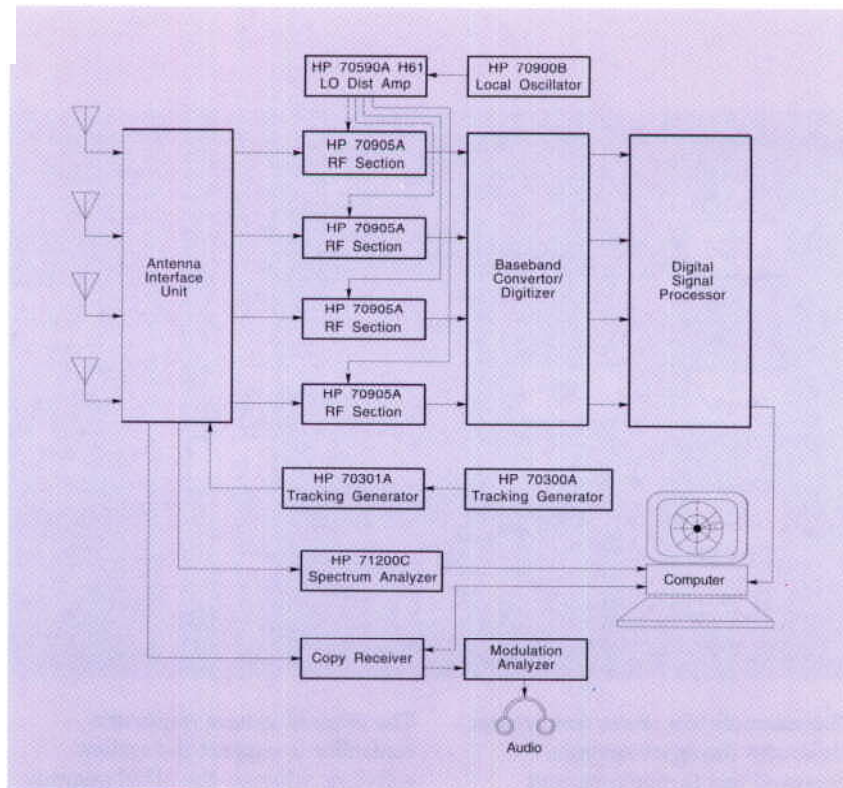 HP 70590A H61
LO Dist Amp
HP 70900B
Local Oscillator
HP 70905A
RF Section
HP 70905A
RF Section
HP 70905A
RF Section
HP 70905A
RF Section
Antenna
Interface
Unit
Baseband
Convertor/
Digitizer
Digital
Signal
Processor
HP 70301A
Tracking Generator
HP 70300A
Tracking Generator
HP 71200C
Spectrum Analyzer
Computer
Copy Receiver
Modulation
Analyzer
Audio